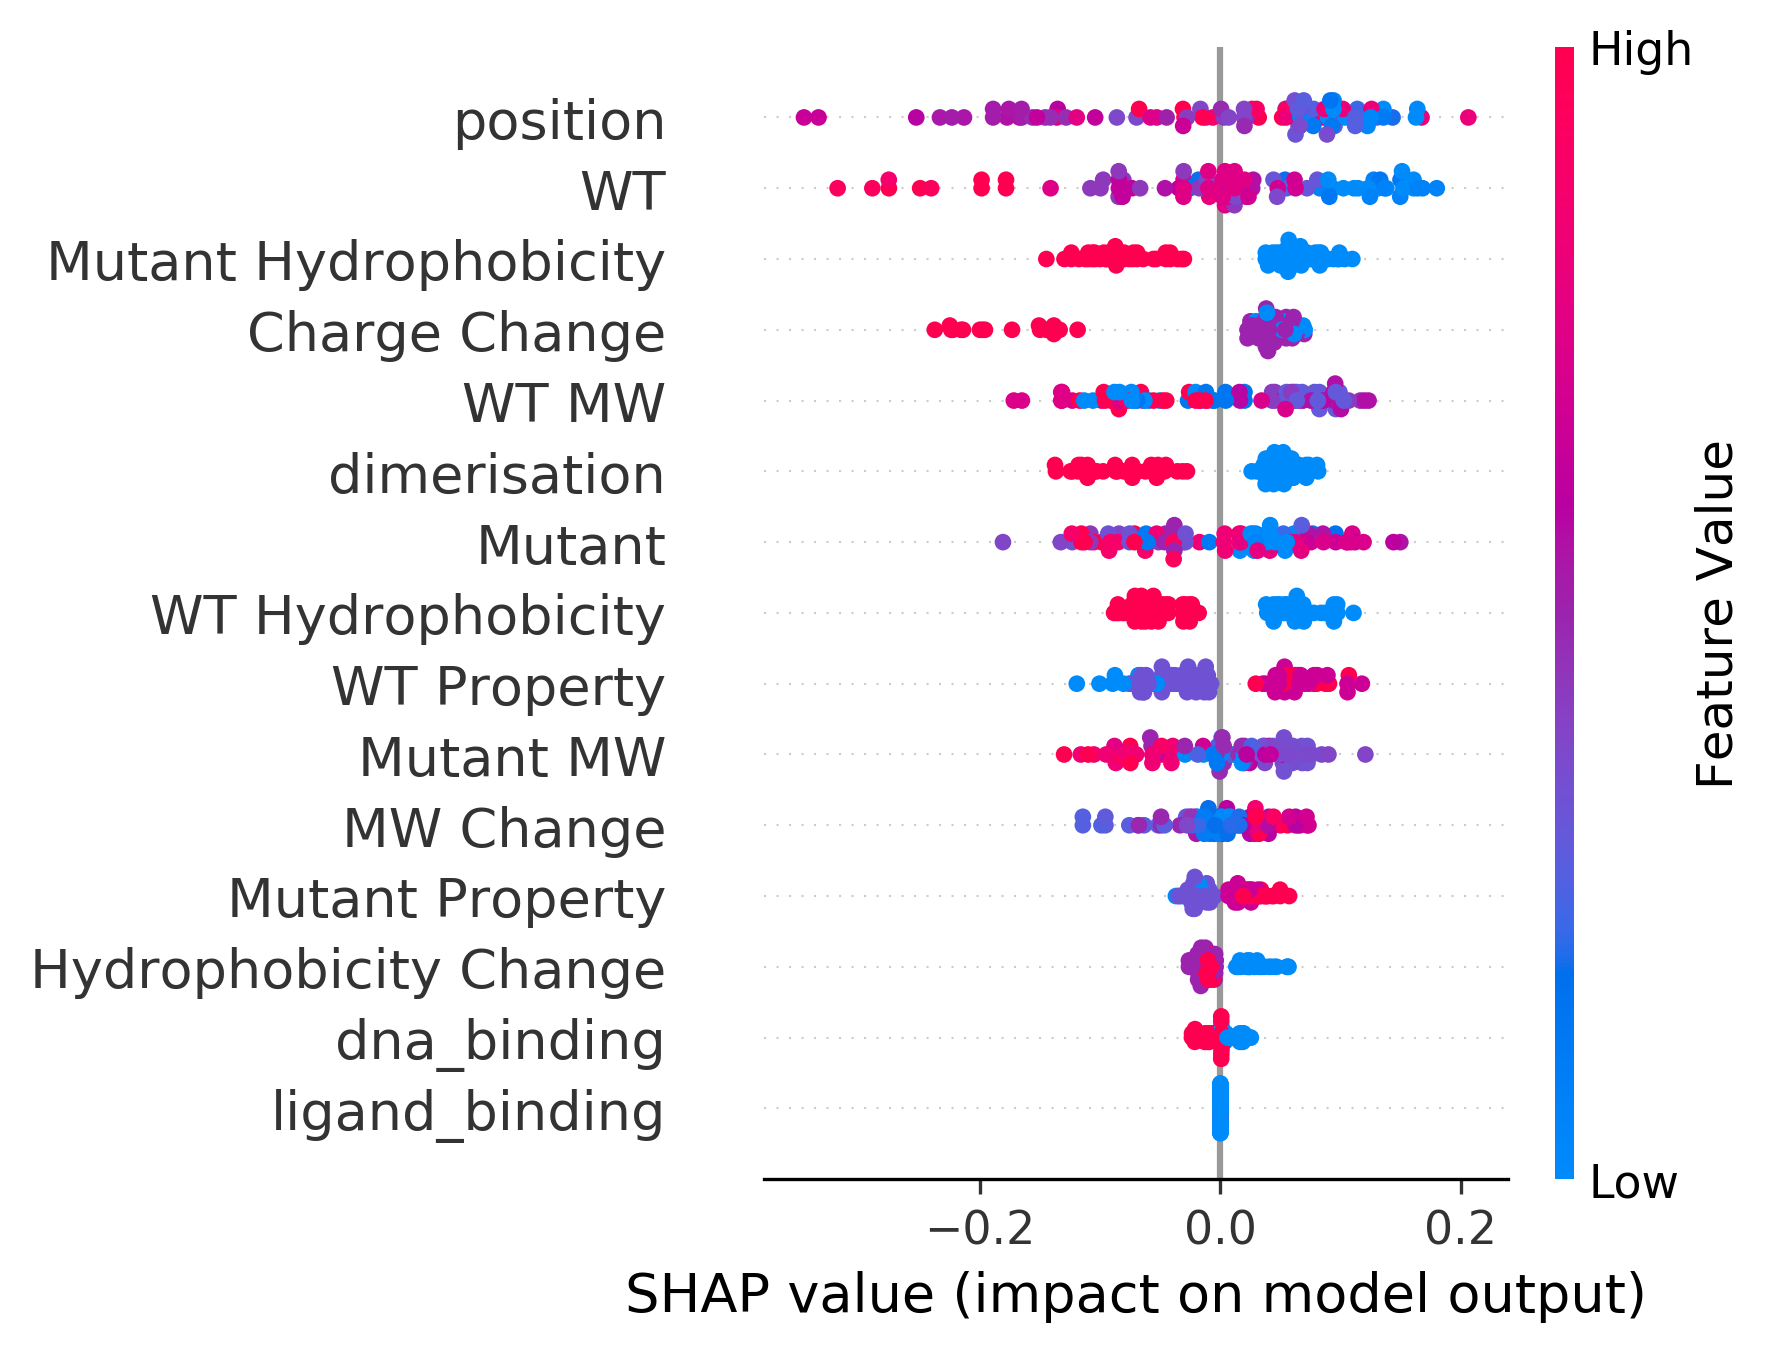 High
position
WT
Mutant Hydrophobicity
Charge Change
WT MW
dimerisation
Mutant
WT Hydrophobicity
WT Property
Mutant MW
MW Change
Mutant Property
Hydrophobicity Change
dna_binding
ligand_binding
Feature Value
Low
−0.2 0.0 0.2
SHAP value (impact on model output)